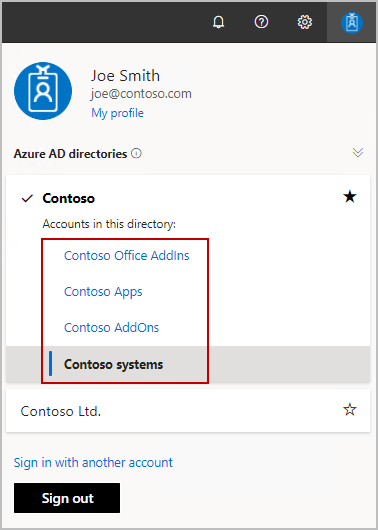 Joe Smith
joe@contoso.com
My profile
Azure AD directories
Contoso
Accounts in this directory:
Contoso Office AddIns
Contoso Apps
Contoso AddOns
Contoso systems
Contoso Ltd.
Sign in with another account
Sign out